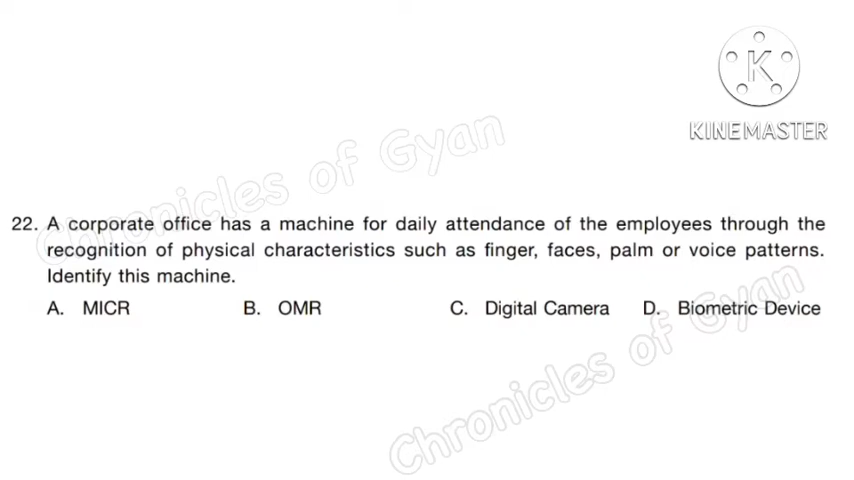 K
KINEMASTER
Chronicles of Gyan
22. A corporate office has a machine for daily attendance of the employees through the
recognition of physical characteristics such as finger, faces, palm or voice patterns.
Identify this machine.
A. MICR B. OMR C. Digital Camera D. Biometric Device
Chronicles of Gyan